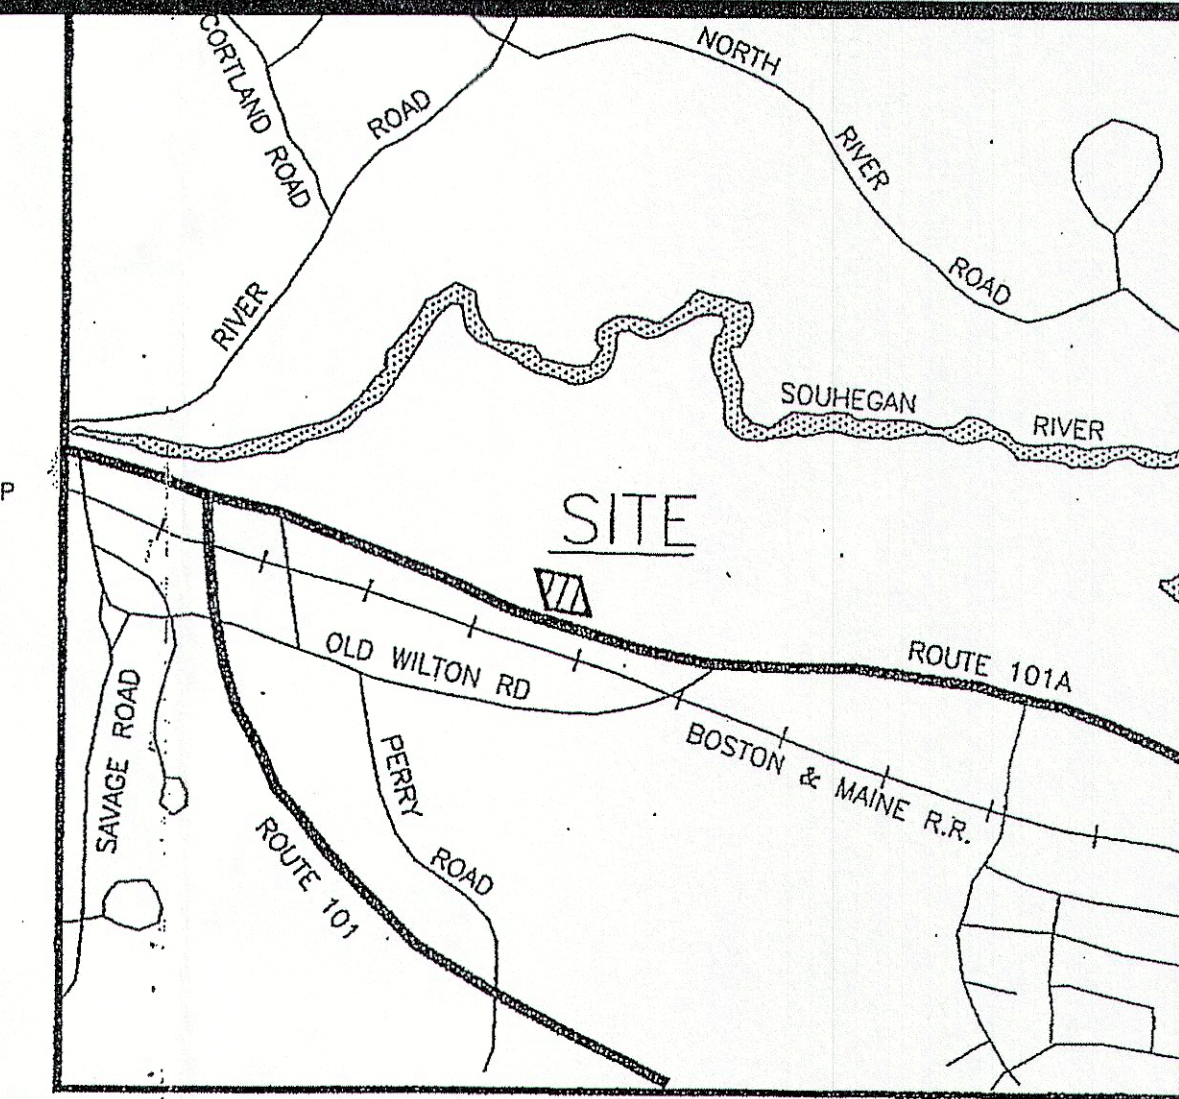 CORTLAND ROAD
NORTH
RIVER
ROAD
RIVER
ROAD
SOUHEGAN
RIVER
P
SITE
ROUTE 101A
OLD WILTON RD
BOSTON & MAINE R.R.
SAVAGE ROAD
PERRY
ROAD
ROUTE 101